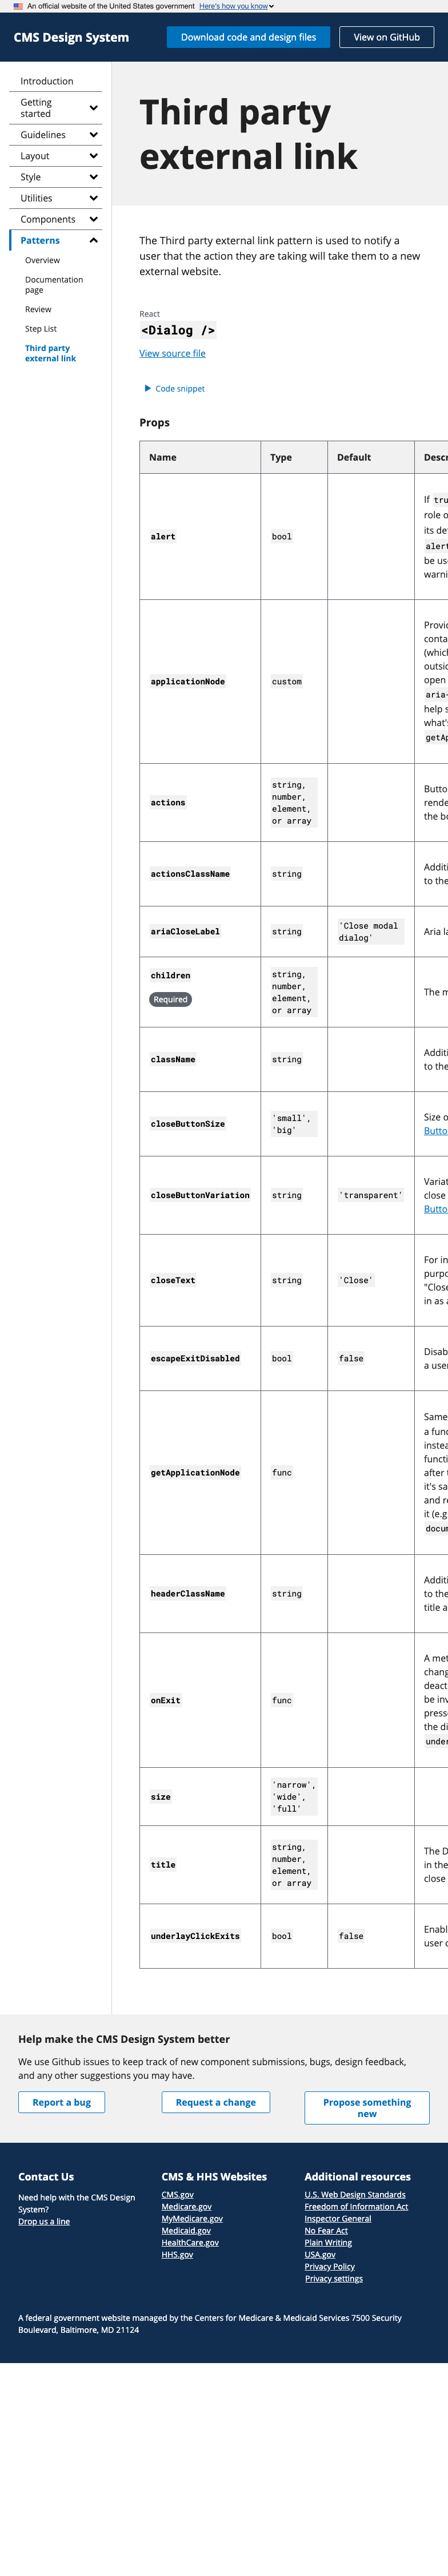 An official website of the United States government Here's how you know
CMS Design System
Download code and design files
View on GitHub
Introduction
Getting
started
Guidelines
Layout
Style
Utilities
Components
Patterns
Overview
Documentation
page
Review
Step List
Third party
external link
Third party
external link
The Third party external link pattern is used to notify a
user that the action they are taking will take them to a new
external website.
React
<Dialog />
View source file
Code snippet
Props
Name Type Default Descr
If tru
role o
its de
alert bool alert
be us
warni
Provid
conta
(which
outsid
open
applicationNode custom
aria-
help s
what'
getAp
string,
number,
element,
or array
actions
Butto
rende
the bo
actionsClassName string
Additi
to the
ariaCloseLabel string 'Close modal
dialog'
Aria la
children
Required
string,
number,
element,
or array
The m
className string
Additi
to the
closeButtonSize 'small',
'big'
Size o
Butto
closeButtonVariation string 'transparent'
Variat
close
Butto
closeText string 'Close'
For in
purpo
"Close
in as a
escapeExitDisabled bool false
Disab
a user
getApplicationNode func
Same
a func
instea
functi
after t
it's sa
and re
it (e.g
docum
headerClassName string
Additi
to the
title a
onExit func
A met
chang
deact
be inv
press
the di
under
size 'narrow',
'wide',
'full'
title string,
number,
element,
or array
The D
in the
close
underlayClickExits bool false
Enabl
user c
Help make the CMS Design System better
We use Github issues to keep track of new component submissions, bugs, design feedback,
and any other suggestions you may have.
Report a bug
Request a change
Propose something
new
Contact Us
Need help with the CMS Design
System?
Drop us a line
CMS & HHS Websites
CMS.gov
Medicare.gov
MyMedicare.gov
Medicaid.gov
HealthCare.gov
HHS.gov
Additional resources
U.S. Web Design Standards
Freedom of Information Act
Inspector General
No Fear Act
Plain Writing
USA.gov
Privacy Policy
Privacy settings
A federal government website managed by the Centers for Medicare & Medicaid Services 7500 Security
Boulevard, Baltimore, MD 21124